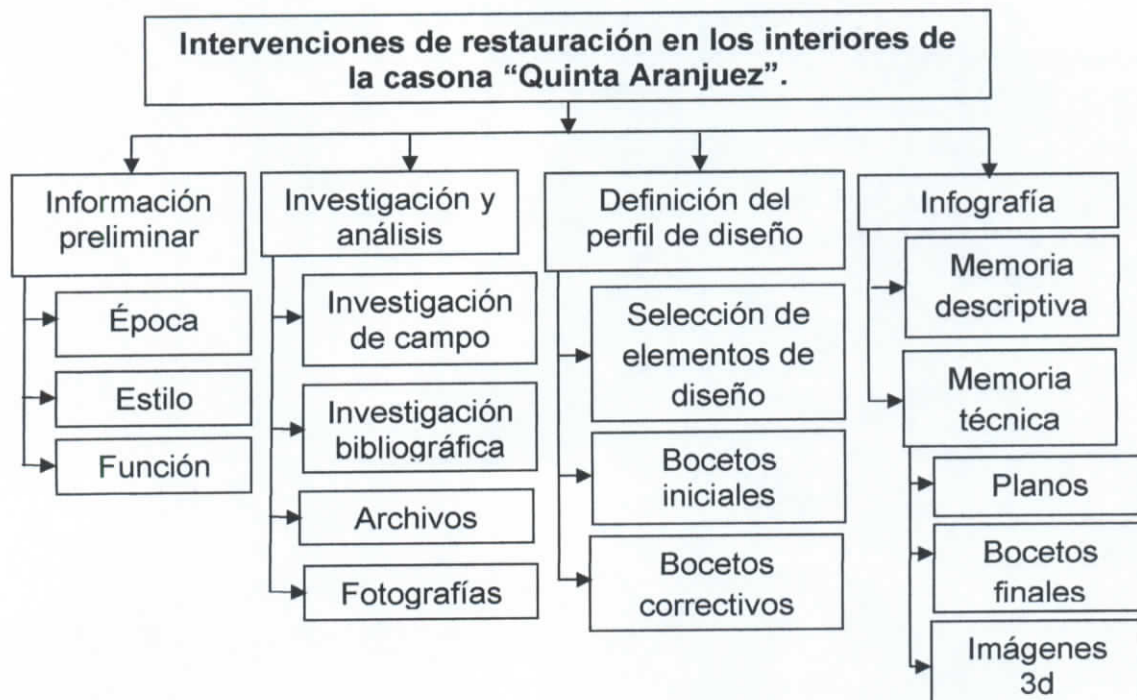 Intervenciones de restauración en los interiores de
la casona “Quinta Aranjuez”.
Información
preliminar
Época
Estilo
Función
Investigación y
análisis
Investigación
de campo
Investigación
bibliográfica
Archivos
Fotografías
Definición del
perfil de diseño
Selección de
elementos de
diseño
Bocetos
iniciales
Bocetos
correctivos
Infografía
Memoria
descriptiva
Memoria
técnica
Planos
Bocetos
finales
Imágenes
3d